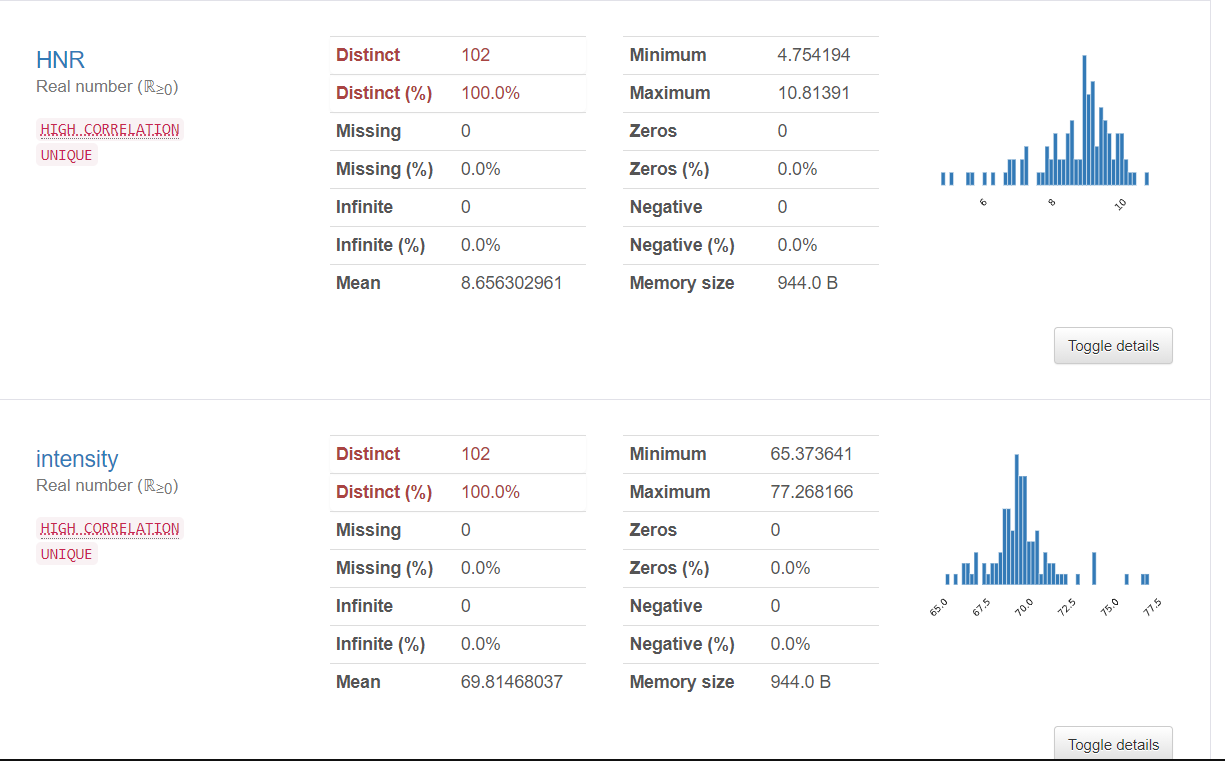 HNR
Real number (ℝ≥0)
HIGH CORRELATION
UNIQUE
Distinct 102
Distinct (%) 100.0%
Missing 0
Missing (%) 0.0%
Infinite 0
Infinite (%) 0.0%
Mean 8.656302961
Minimum 4.754194
Maximum 10.81391
Zeros 0
Zeros (%) 0.0%
Negative 0
Negative (%) 0.0%
Memory size 944.0 B
6 8 10
Toggle details
intensity
Real number (ℝ≥0)
HIGH CORRELATION
UNIQUE
Distinct 102
Distinct (%) 100.0%
Missing 0
Missing (%) 0.0%
Infinite 0
Infinite (%) 0.0%
Mean 69.81468037
Minimum 65.373641
Maximum 77.268166
Zeros 0
Zeros (%) 0.0%
Negative 0
Negative (%) 0.0%
Memory size 944.0 B
65.0 67.5 70.0 72.5 75.0 77.5
Toggle details